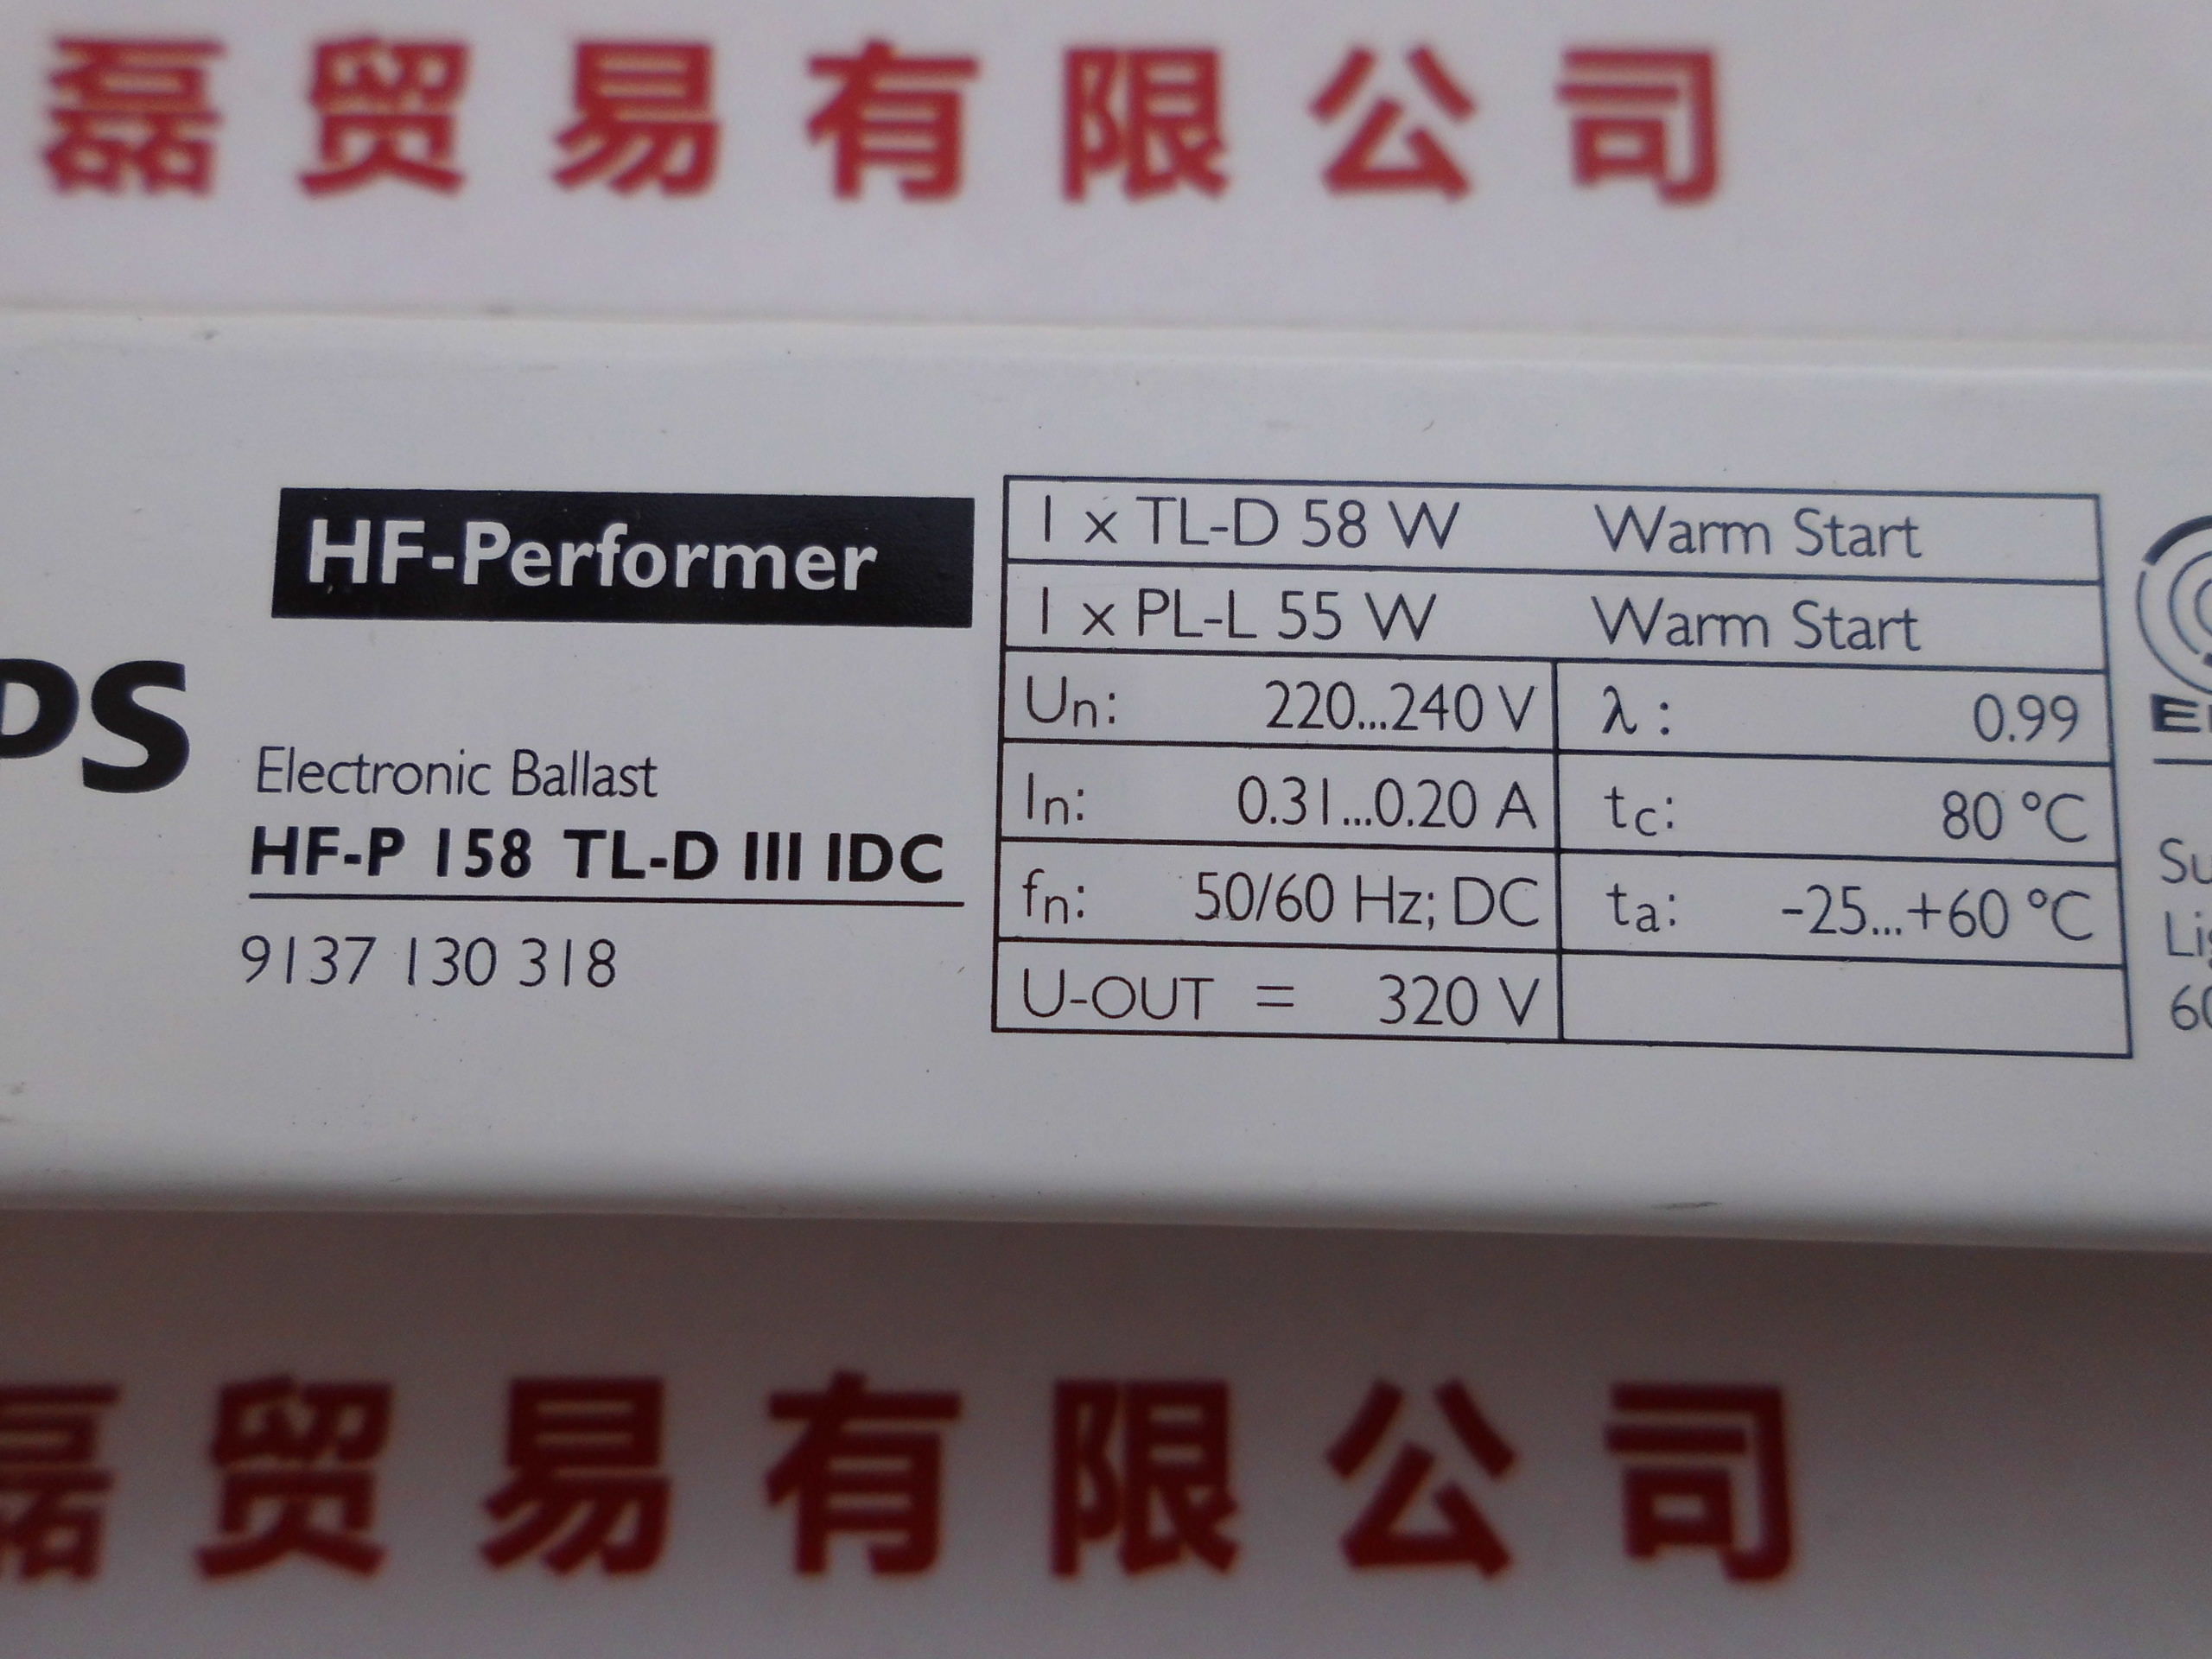 磊贸易有限公司
HF-Performer
PS
Electronic Ballast
HF-P 158 TL-D III IDC
9137 130 318
1 x TL-D 58 W Warm Start
1 x PL-L 55 W Warm Start
Un: 220...240 V λ : 0.99
In: 0.31...0.20 A tc: 80 °C
fn: 50/60 Hz; DC ta: -25...+60 °C
U-OUT = 320 V
磊贸易有限公司